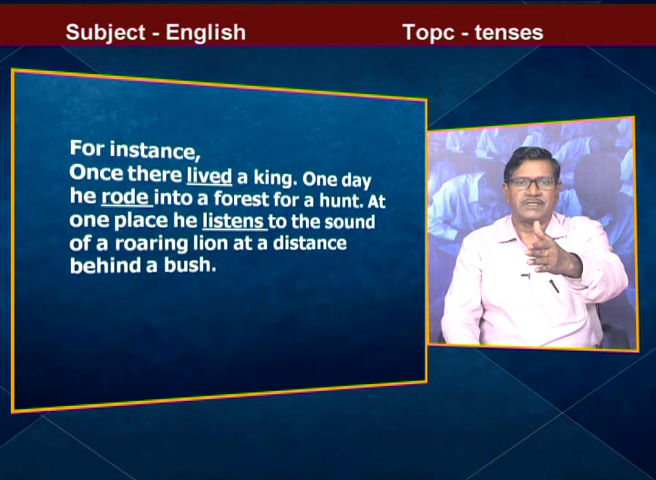 Subject - English
Topc - tenses
For instance,
Once there lived a king. One day
he rode into a forest for a hunt. At
one place he listens to the sound
of a roaring lion at a distance
behind a bush.